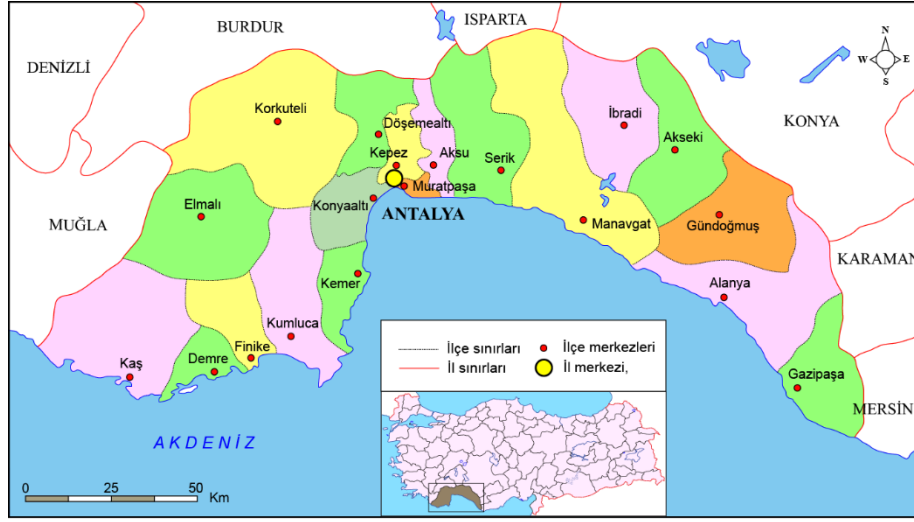 BURDUR
ISPARTA
DENİZLİ
N
W E
S
KONYA
Korkuteli
Döşemealtı
İbradi
Akseki
Kepez
Aksu
Serik
Muratpaşa
Elmalı
Konyaaltı
ANTALYA
MUĞLA
Manavgat
Gündoğmuş
KARAMAN
Kemer
Alanya
Kumluca
Finike
Demre
Kaş
Gazipaşa
MERSİN
İlçe sınırları
İlçe merkezleri
İl sınırları
İl merkezi,
AKDENİZ
0 25 50
Km